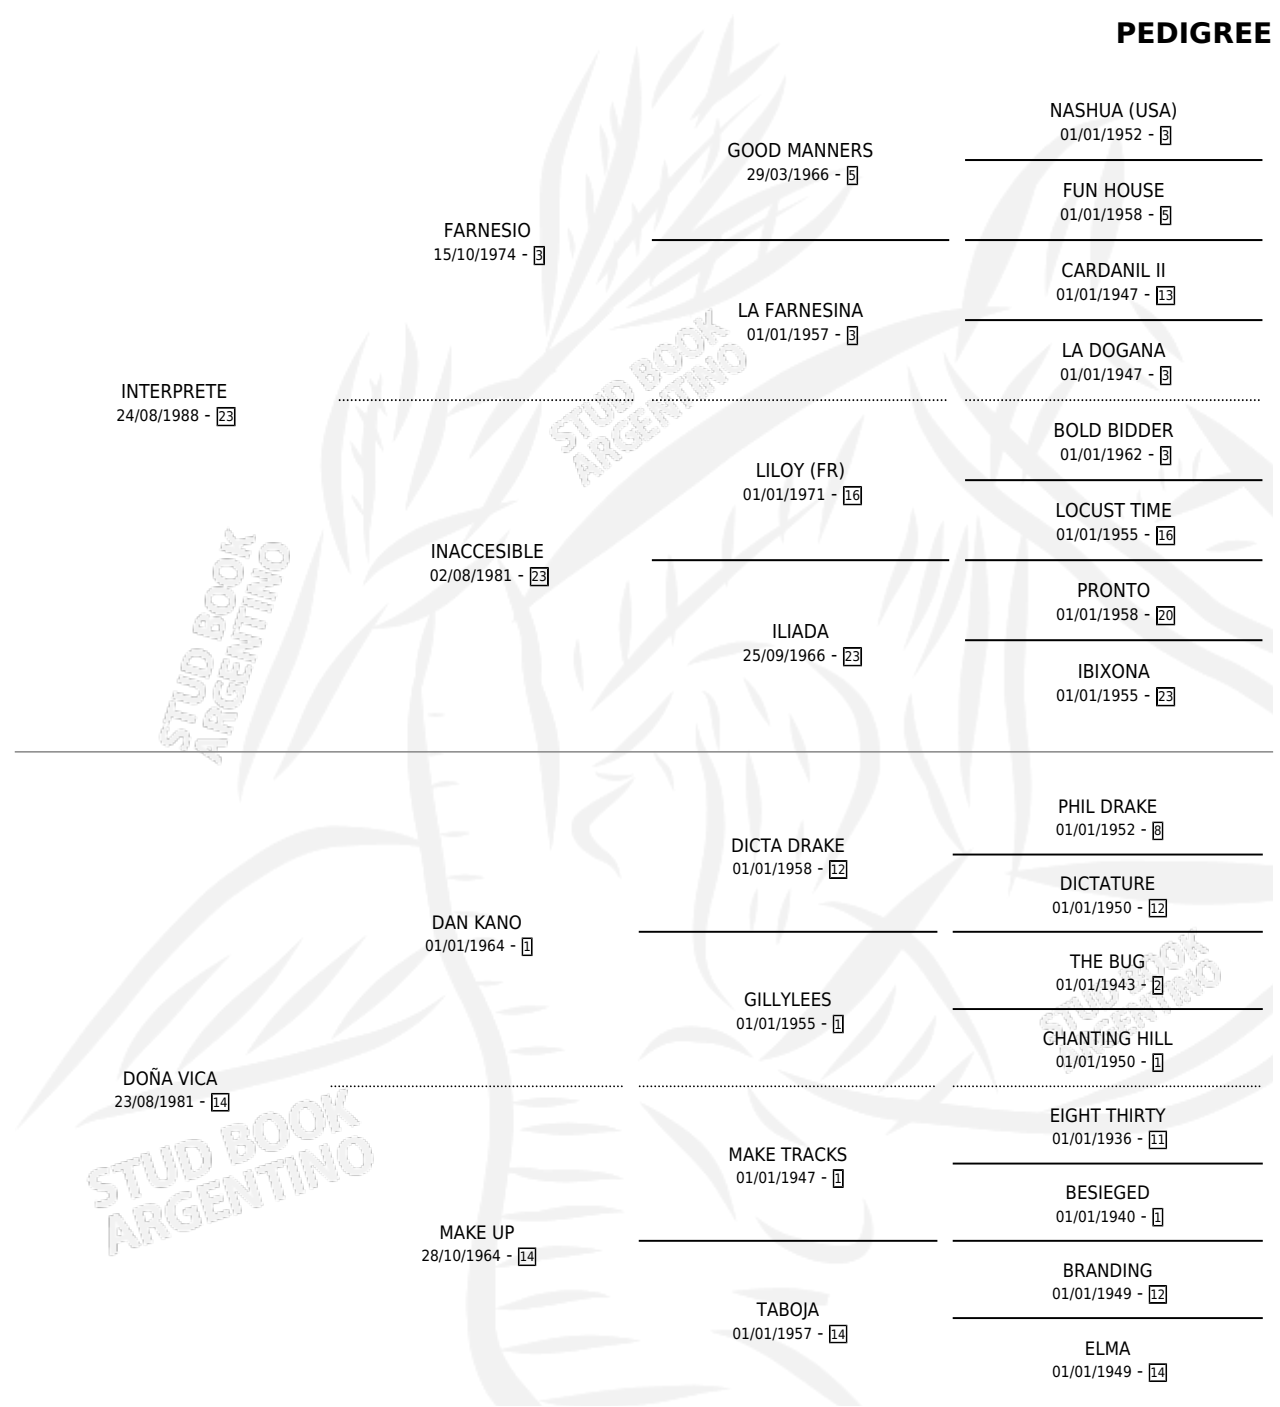 PEDIGREE
NASHUA (USA)
01/01/1952 - 3
GOOD MANNERS
29/03/1966 - 5
FUN HOUSE
01/01/1958 - 5
FARNESIO
15/10/1974 - 3
CARDANIL II
01/01/1947 - 13
LA FARNESINA
01/01/1957 - 3
LA DOGANA
01/01/1947 - 3
INTERPRETE
24/08/1988 - 23
BOLD BIDDER
01/01/1962 - 3
LILOY (FR)
01/01/1971 - 16
LOCUST TIME
01/01/1955 - 16
INACCESIBLE
02/08/1981 - 23
PRONTO
01/01/1958 - 20
ILIADA
25/09/1966 - 23
IBIXONA
01/01/1955 - 23
PHIL DRAKE
01/01/1952 - 8
DICTA DRAKE
01/01/1958 - 12
DICTATURE
01/01/1950 - 12
DAN KANO
01/01/1964 - 1
THE BUG
01/01/1943 - 2
GILLYLEES
01/01/1955 - 1
CHANTING HILL
01/01/1950 - 1
DOÑA VICA
23/08/1981 - 14
EIGHT THIRTY
01/01/1936 - 11
MAKE TRACKS
01/01/1947 - 1
BESIEGED
01/01/1940 - 1
MAKE UP
28/10/1964 - 14
BRANDING
01/01/1949 - 12
TABOJA
01/01/1957 - 14
ELMA
01/01/1949 - 14
STUD BOOK
ARGENTINO
STUD BOOK
ARGENTINO
STUD BOOK
ARGENTINO
STUD BOOK
ARGENTINO